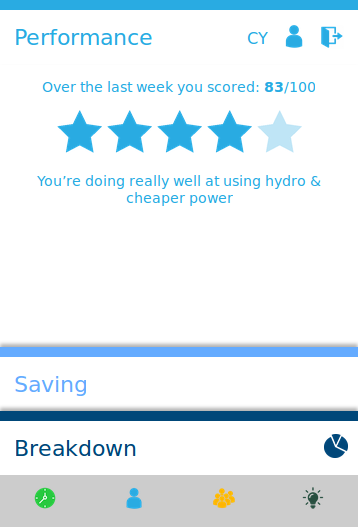 Performance CY
Over the last week you scored: 83/100
You’re doing really well at using hydro &
cheaper power
Saving
Breakdown